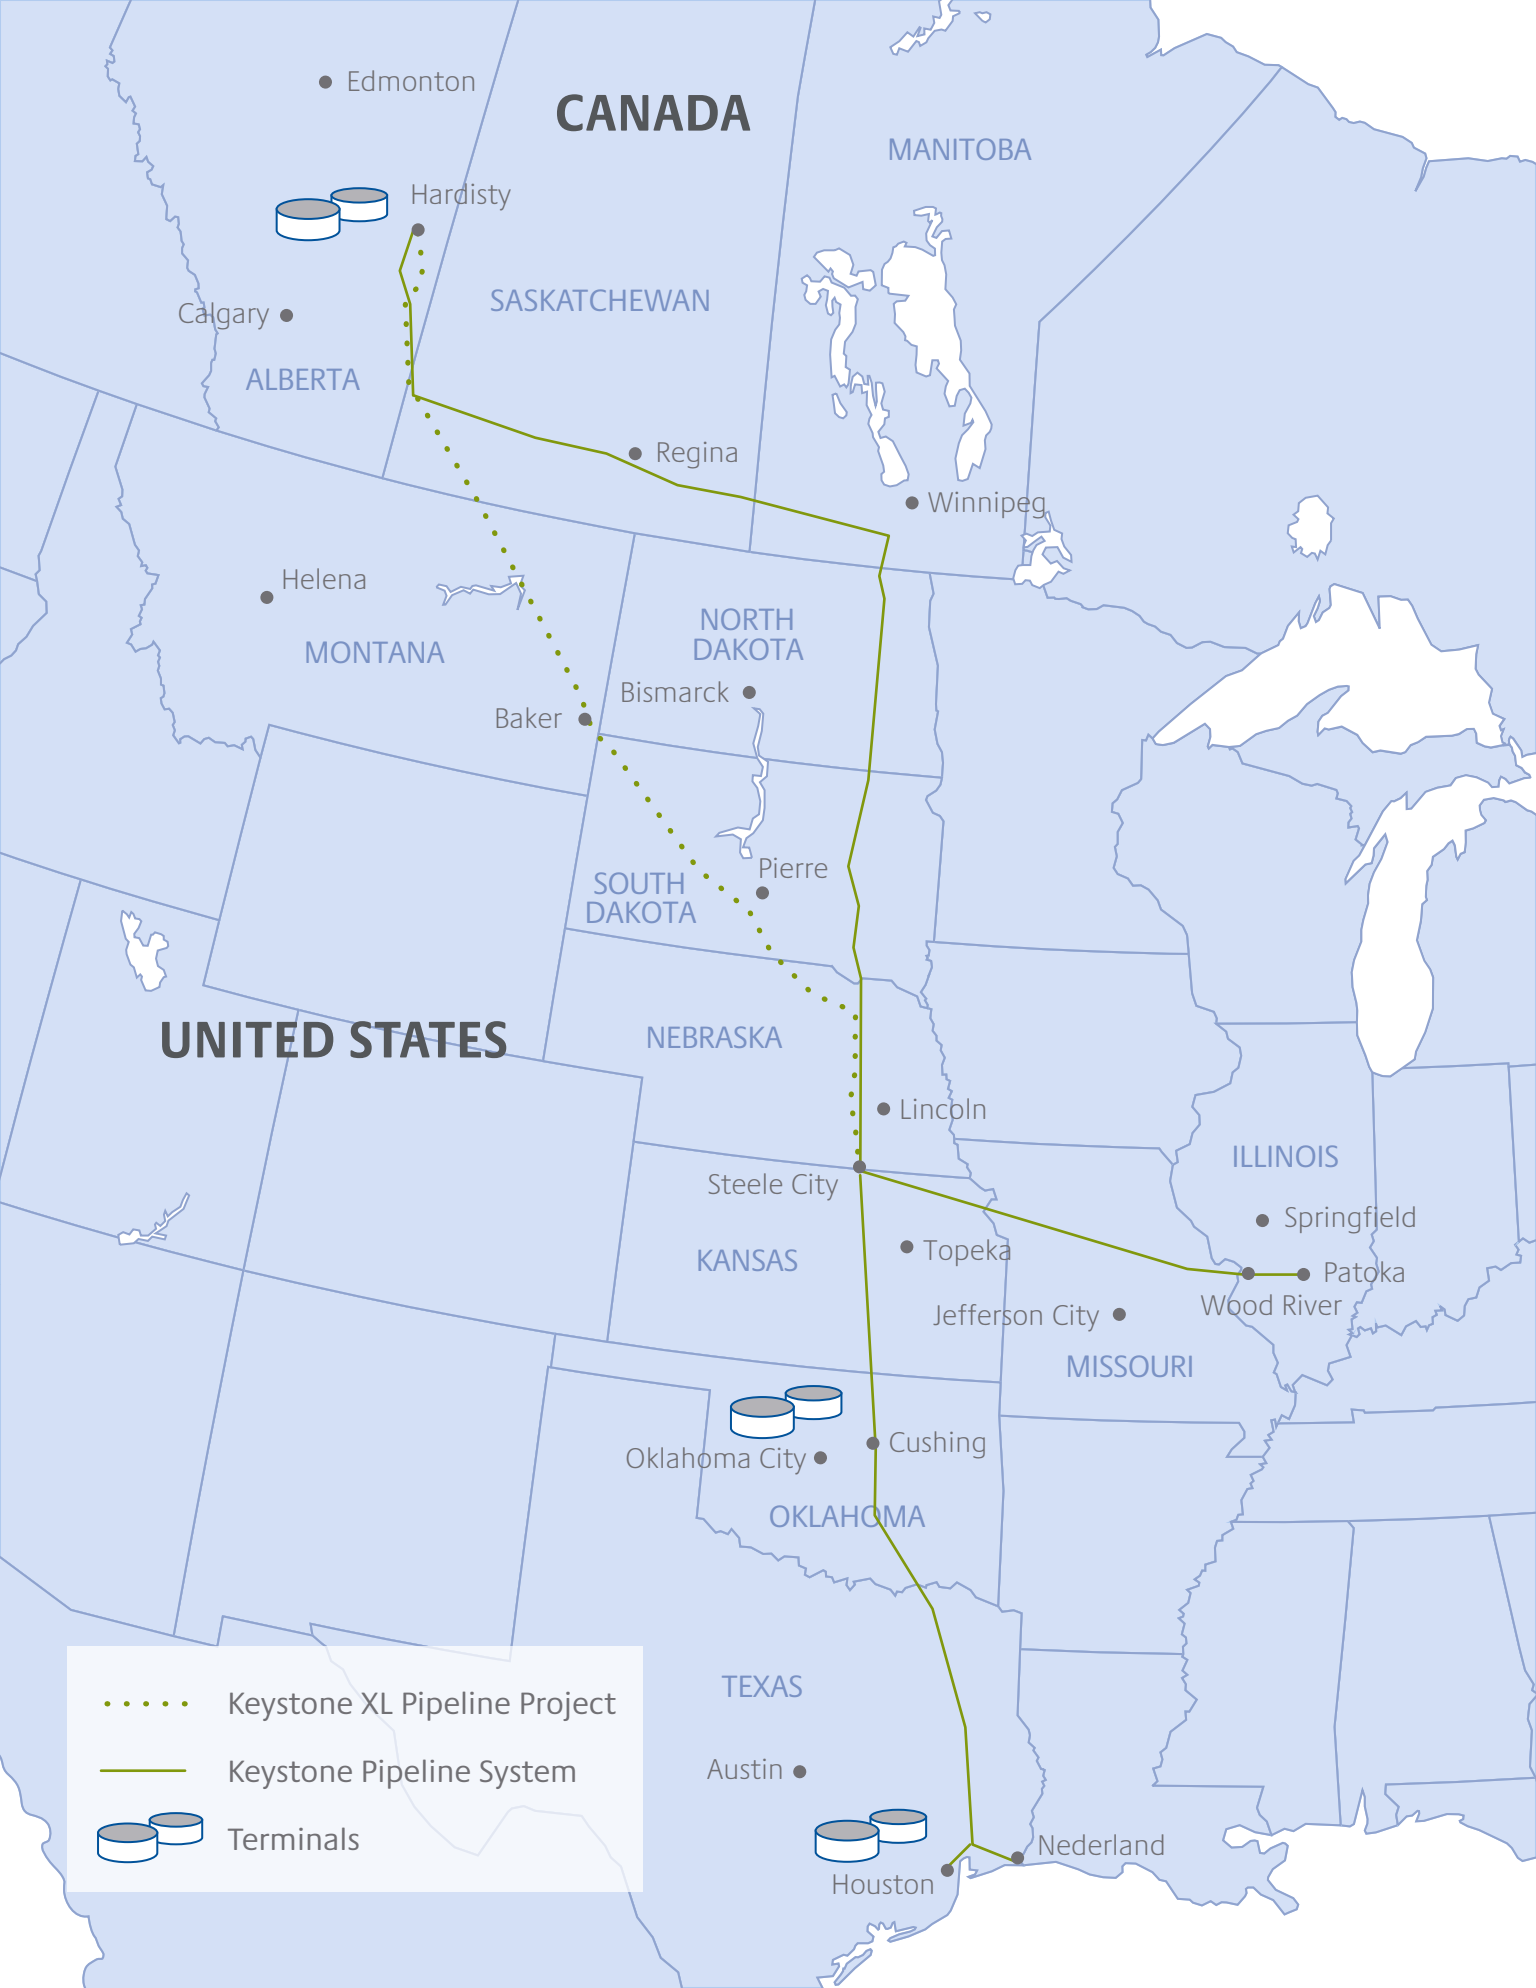 Edmonton
CANADA
MANITOBA
Hardisty
SASKATCHEWAN
Calgary
ALBERTA
Regina
Winnipeg
Helena
NORTH
DAKOTA
MONTANA
Bismarck
Baker
Pierre
SOUTH
DAKOTA
UNITED STATES
NEBRASKA
Lincoln
ILLINOIS
Steele City
Springfield
Topeka
KANSAS
Patoka
Wood River
Jefferson City
MISSOURI
Cushing
Oklahoma City
OKLAHOMA
TEXAS
Keystone XL Pipeline Project
Austin
Keystone Pipeline System
Terminals
Nederland
Houston